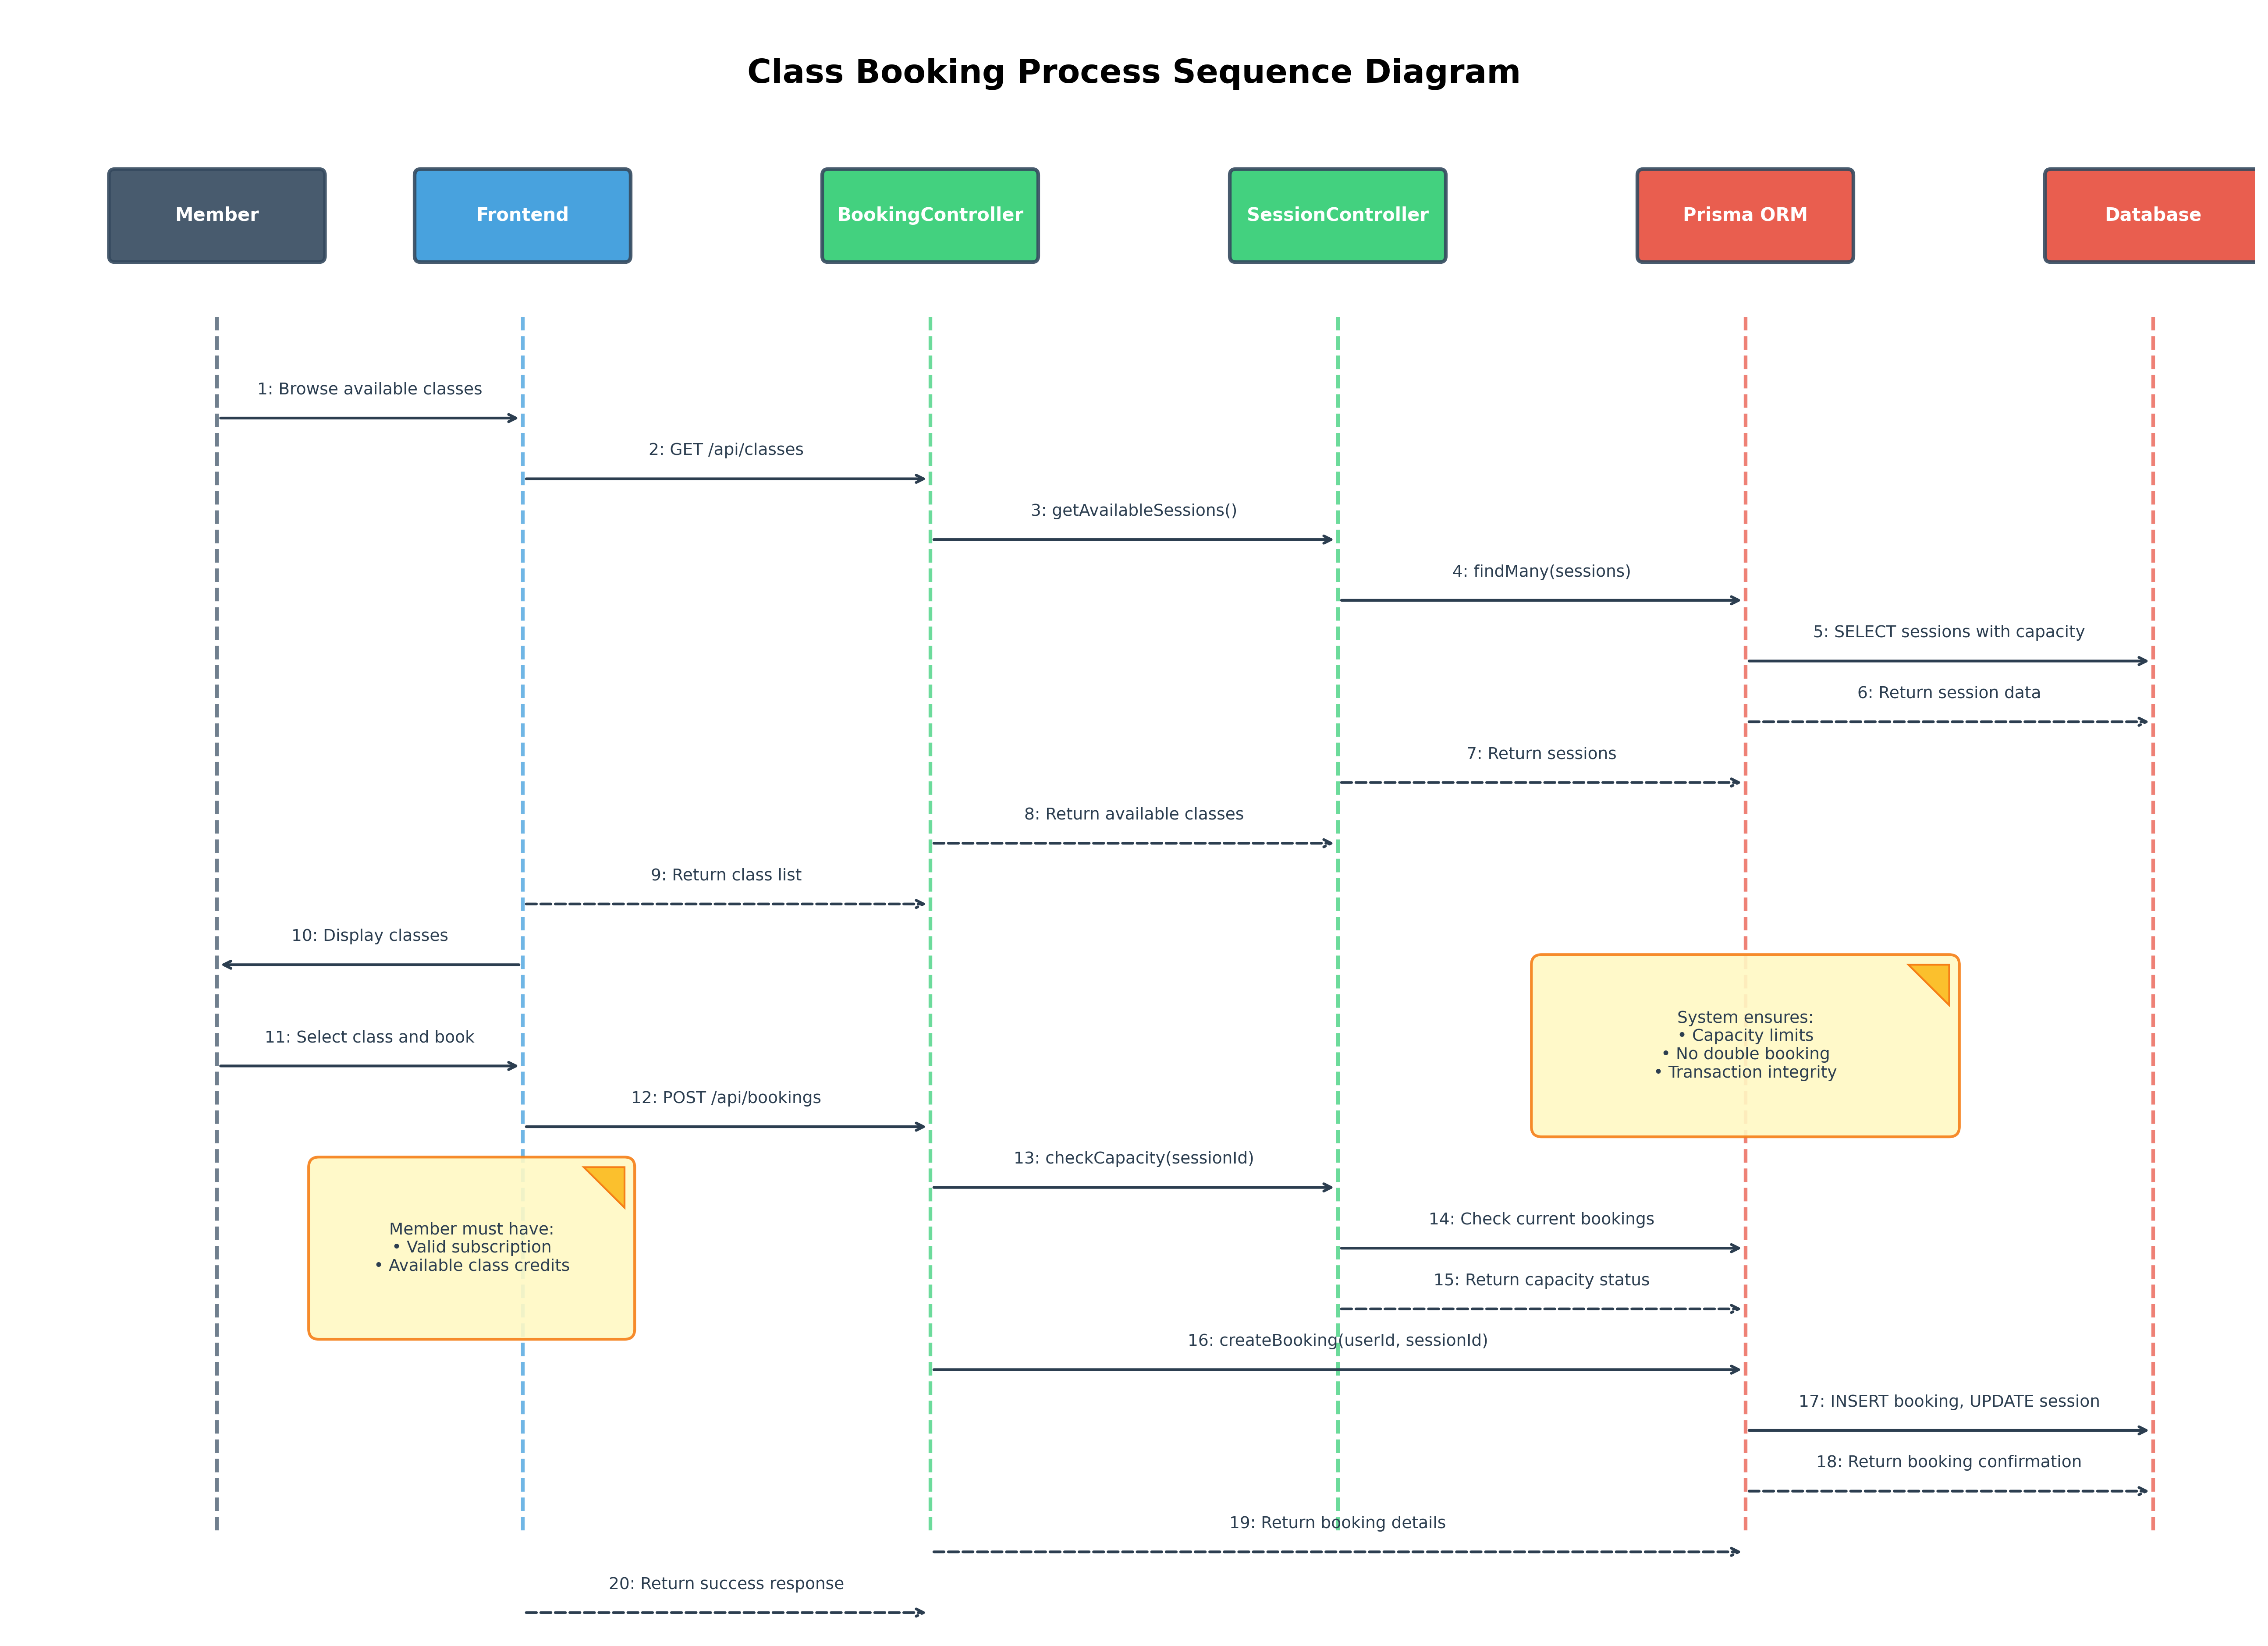 Class Booking Process Sequence Diagram
Member
Frontend
BookingController
SessionController
Prisma ORM
Database
1: Browse available classes
2: GET /api/classes
3: getAvailableSessions()
4: findMany(sessions)
5: SELECT sessions with capacity
6: Return session data
7: Return sessions
8: Return available classes
9: Return class list
10: Display classes
System ensures:
• Capacity limits
• No double booking
• Transaction integrity
11: Select class and book
12: POST /api/bookings
13: checkCapacity(sessionId)
Member must have:
• Valid subscription
• Available class credits
14: Check current bookings
15: Return capacity status
16: createBooking(userId, sessionId)
17: INSERT booking, UPDATE session
18: Return booking confirmation
19: Return booking details
20: Return success response